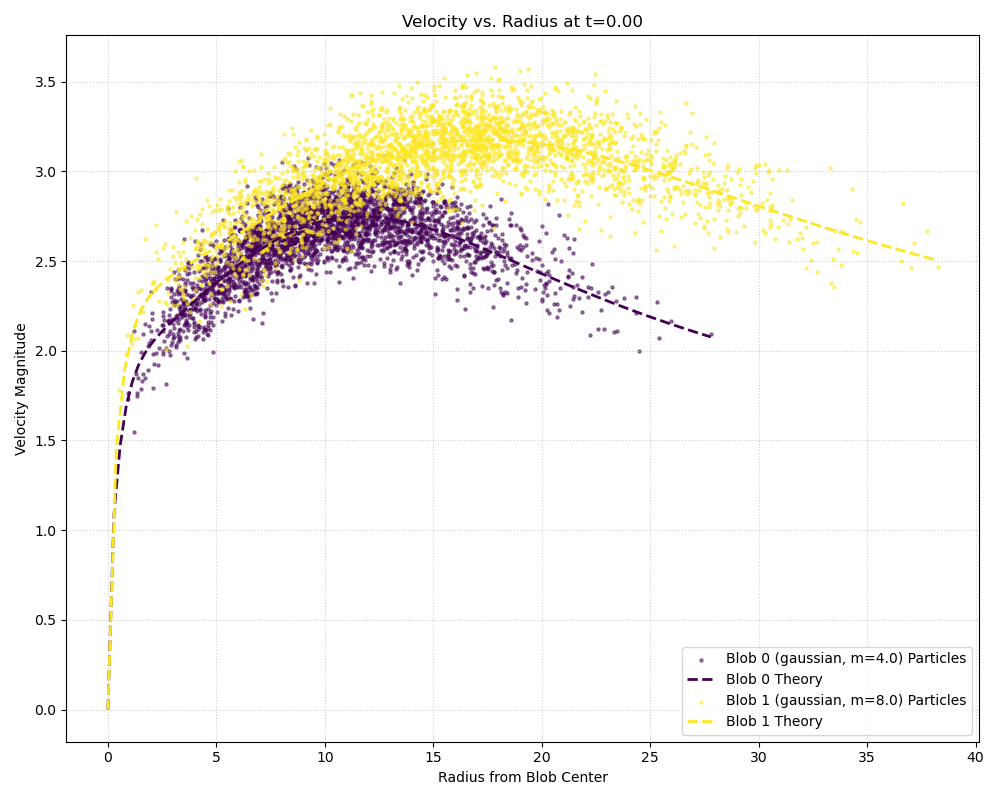 Velocity vs. Radius at t=0.00
Velocity Magnitude
3.5
3.0
2.5
2.0
1.5
1.0
0.5
0.0
0 5 10 15 20 25 30 35 40
Radius from Blob Center
Blob 0 (gaussian, m=4.0) Particles
Blob 0 Theory
Blob 1 (gaussian, m=8.0) Particles
Blob 1 Theory